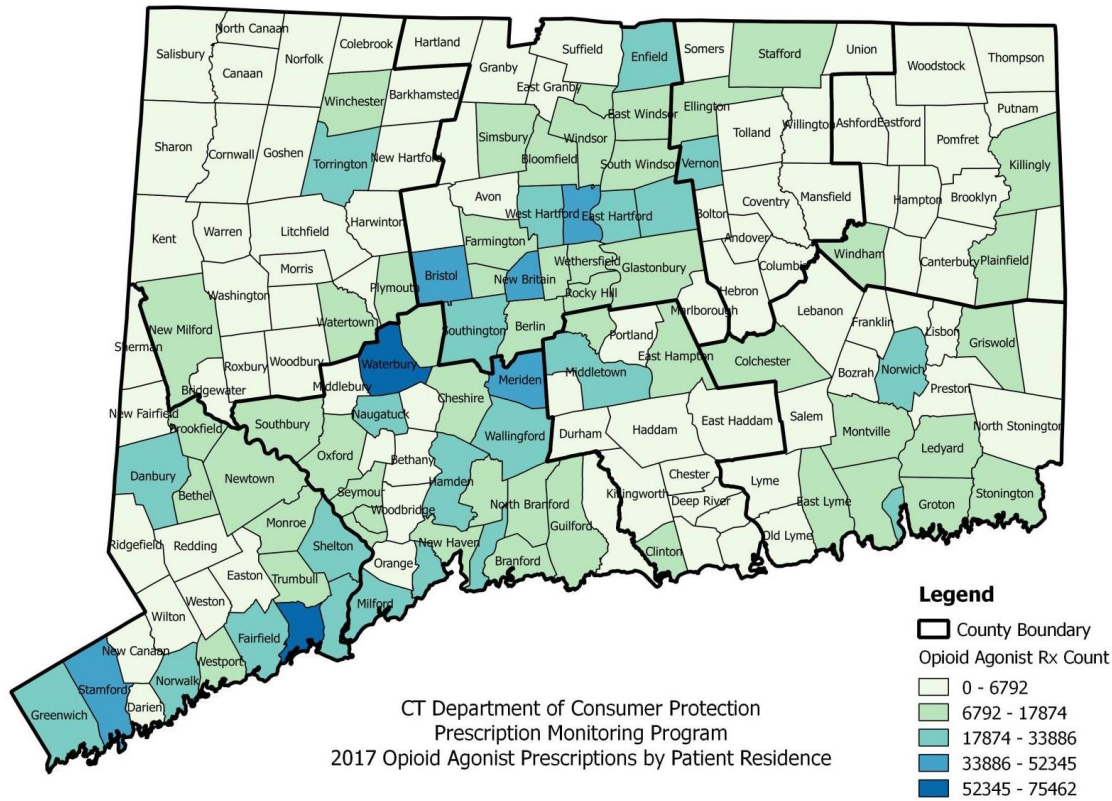 North Canaan
Colebrook
Hartland
Suffield
Enfield
Somers
Stafford
Union
Salisbury
Canaan
Norfolk
Granby
East Granby
Woodstock
Thompson
Winchester
Barkhamsted
East Windsor
Ellington
Putnam
Sharon
Cornwall
Goshen
Torrington
New Hartford
Simsbury
Bloomfield
Windsor
South Windsor
Vernon
Tolland
Willington
Ashford
Eastford
Pomfret
Killingly
Kent
Warren
Litchfield
Harwinton
Avon
West Hartford
East Hartford
Bolton
Coventry
Mansfield
Hampton
Brooklyn
Morris
Farmington
Wethersfield
Glastonbury
Andover
Columbia
Windham
Canterbury
Plainfield
Washington
Plymouth
Bristol
New Britain
Rocky Hill
Hebron
Marlborough
Lebanon
Franklin
Lisbon
Griswold
New Milford
Watertown
Southington
Berlin
Portland
East Hampton
Colchester
Bozrah
Norwich
Preston
Sherman
Roxbury
Woodbury
Waterbury
Meriden
Middletown
Bridgewater
Middlebury
Cheshire
New Fairfield
Brookfield
Southbury
Naugatuck
Wallingford
Durham
Haddam
East Haddam
Salem
Montville
Ledyard
North Stonington
Danbury
Bethel
Newtown
Oxford
Bethany
Hamden
Seymour
Woodbridge
North Branford
Guilford
Killingworth
Chester
Deep River
Lyme
East Lyme
Groton
Stonington
Ridgefield
Redding
Monroe
Shelton
Orange
New Haven
Branford
Clinton
Old Lyme
Easton
Trumbull
Weston
Milford
Wilton
Fairfield
New Canaan
Westport
Norwalk
Stamford
Darien
Greenwich
CT Department of Consumer Protection
Prescription Monitoring Program
2017 Opioid Agonist Prescriptions by Patient Residence
Legend
County Boundary
Opioid Agonist Rx Count
0 - 6792
6792 - 17874
17874 - 33886
33886 - 52345
52345 - 75462